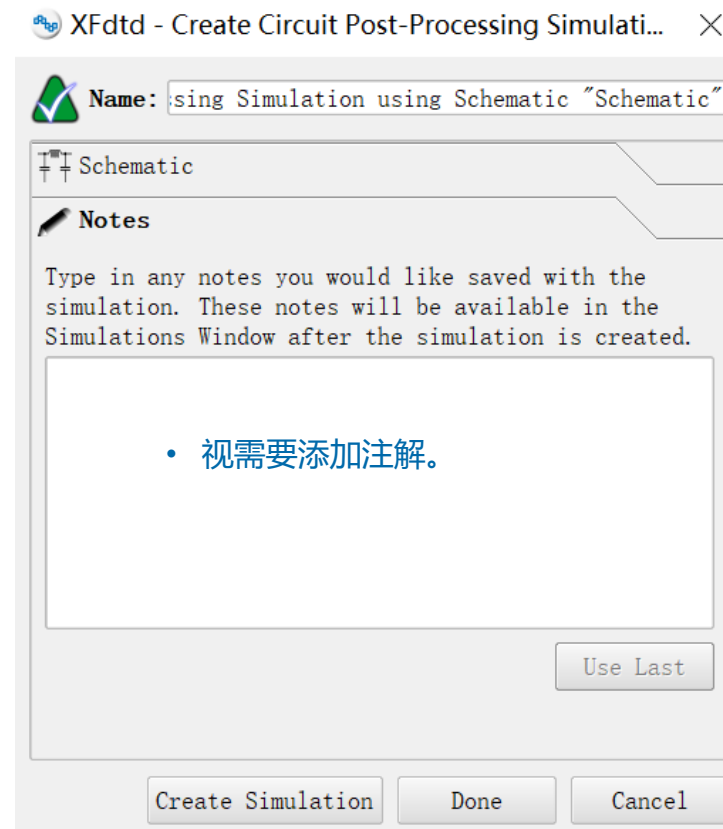 XFdtd - Create Circuit Post-Processing Simulati...
Name: sing Simulation using Schematic "Schematic"
Schematic
Notes
Type in any notes you would like saved with the
simulation. These notes will be available in the
Simulations Window after the simulation is created.
• 视需要添加注解。
Use Last
Create Simulation Done Cancel